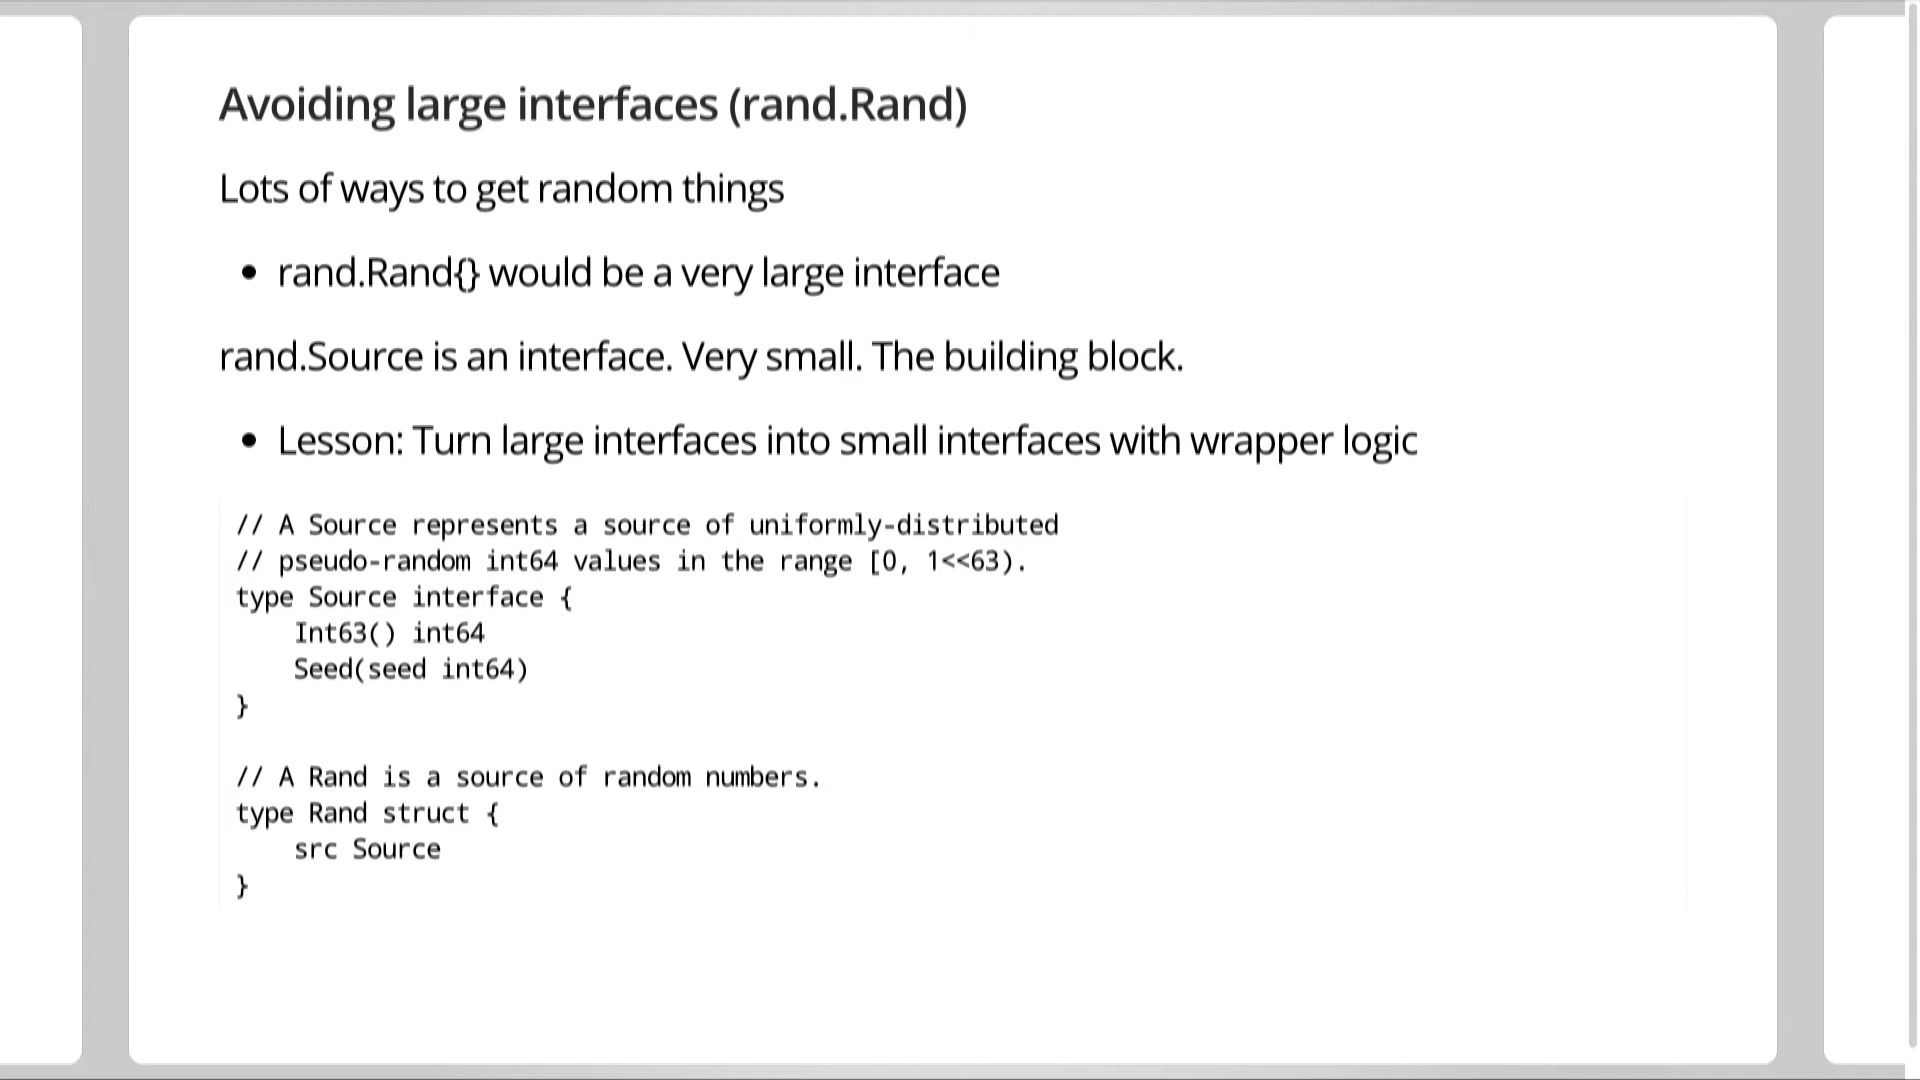 Avoiding large interfaces (rand.Rand)
Lots of ways to get random things
• rand.Rand{} would be a very large interface
rand.Source is an interface. Very small. The building block.
• Lesson: Turn large interfaces into small interfaces with wrapper logic
// A Source represents a source of uniformly-distributed
// pseudo-random int64 values in the range [0, 1<<63).
type Source interface {
    Int63() int64
    Seed(seed int64)
}
// A Rand is a source of random numbers.
type Rand struct {
    src Source
}